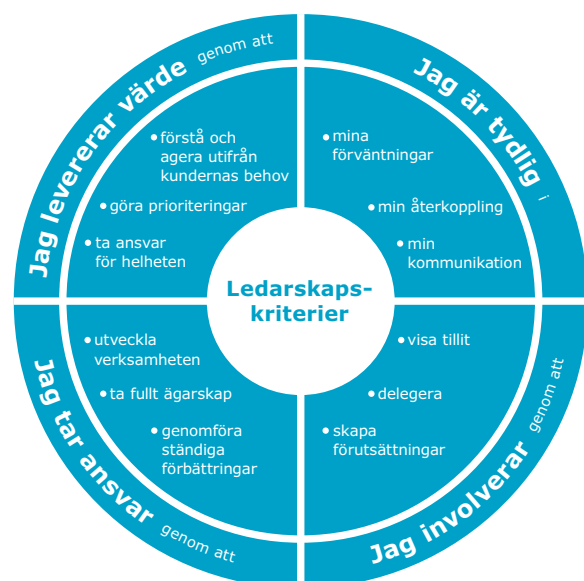 Jag levererar värde genom att
• förstå och
agera utifrån
kundernas behov
• göra prioriteringar
• ta ansvar
för helheten
Jag är tydlig i
• mina
förväntningar
• min återkoppling
• min
kommunikation
Ledarskaps-
kriterier
Jag tar ansvar genom att
• utveckla
verksamheten
• ta fullt ägarskap
• genomföra
ständiga
förbättringar
Jag involverar genom att
• visa tillit
• delegera
• skapa
förutsättningar